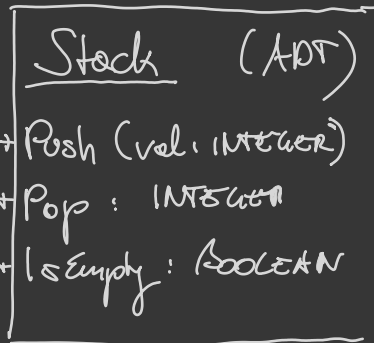 Stack (ADT)
+ Push (val: INTEGER)
+ Pop : INTEGER
+ IsEmpty : BOOLEAN